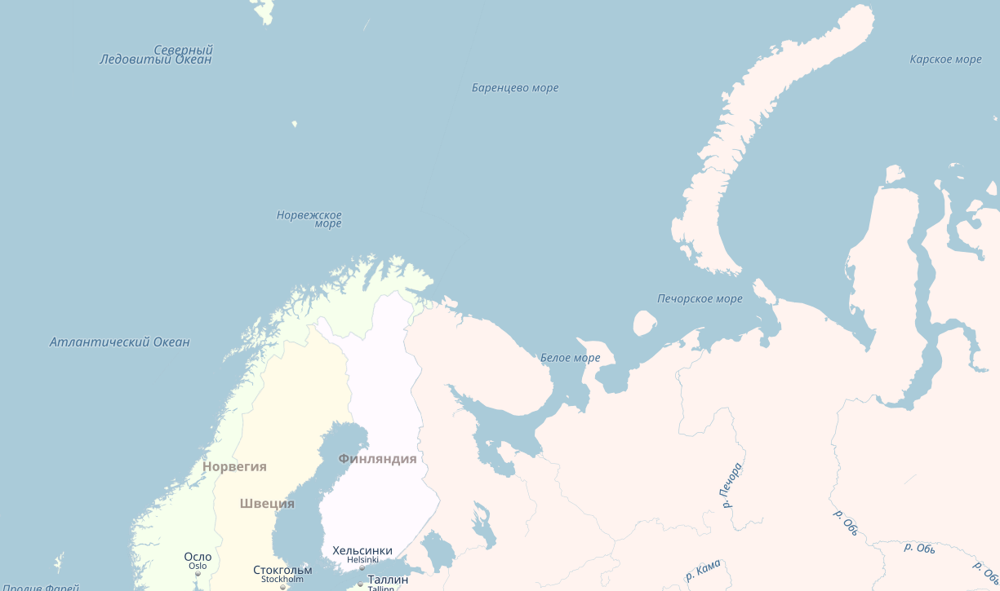 Северный
Ледовитый Океан
Карское море
Баренцево море
Норвежское
море
Печорское море
Атлантический Океан
Белое море
Финляндия
Норвегия
р. Печора
Швеция
р. Обь
р. Обь
Хельсинки
Helsinki
Осло
Oslo
Стокгольм
Stockholm
р. Кама
р. Обь
Таллин
Tallinn
Пролив Фарей